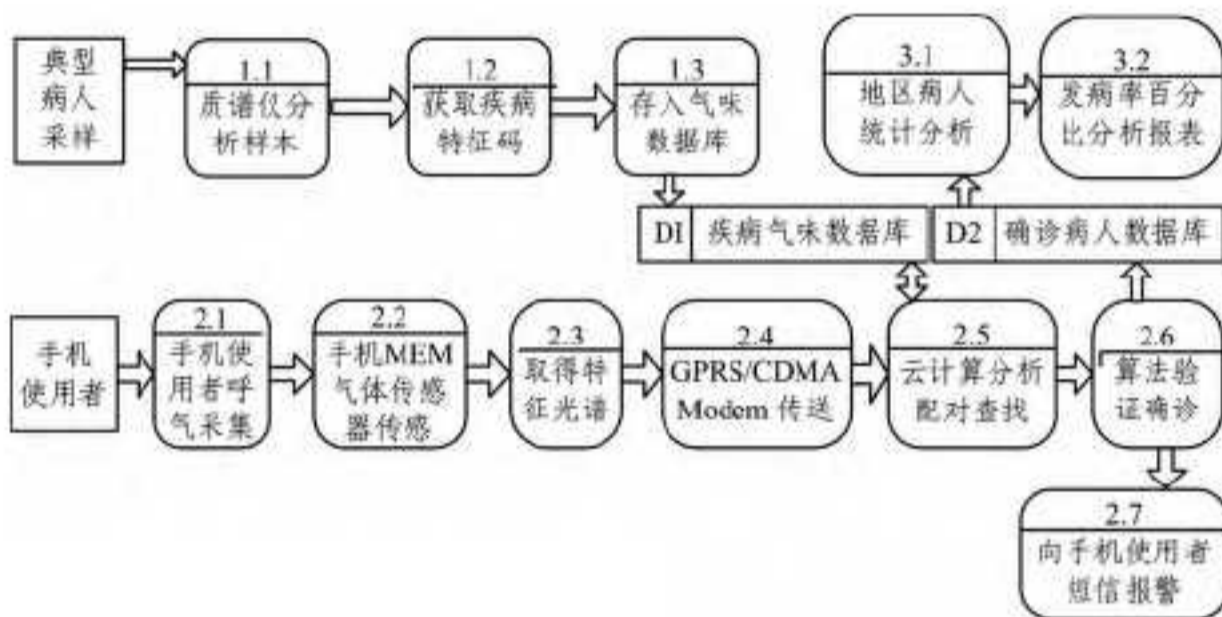 典型
病人
采样
1.1
质谱仪分
析样本
1.2
获取疾病
特征码
1.3
存入气味
数据库
3.1
地区病人
统计分析
3.2
发病率百分
比分析报表
D1 疾病气味数据库
D2 确诊病人数据库
手机
使用者
2.1
手机使
用者呼
气采集
2.2
手机MEM
气体传感
器传感
2.3
取得特
征光谱
2.4
GPRS/CDMA
Modem 传送
2.5
云计算分析
配对查找
2.6
算法验
证确诊
2.7
向手机使用者
短信报警